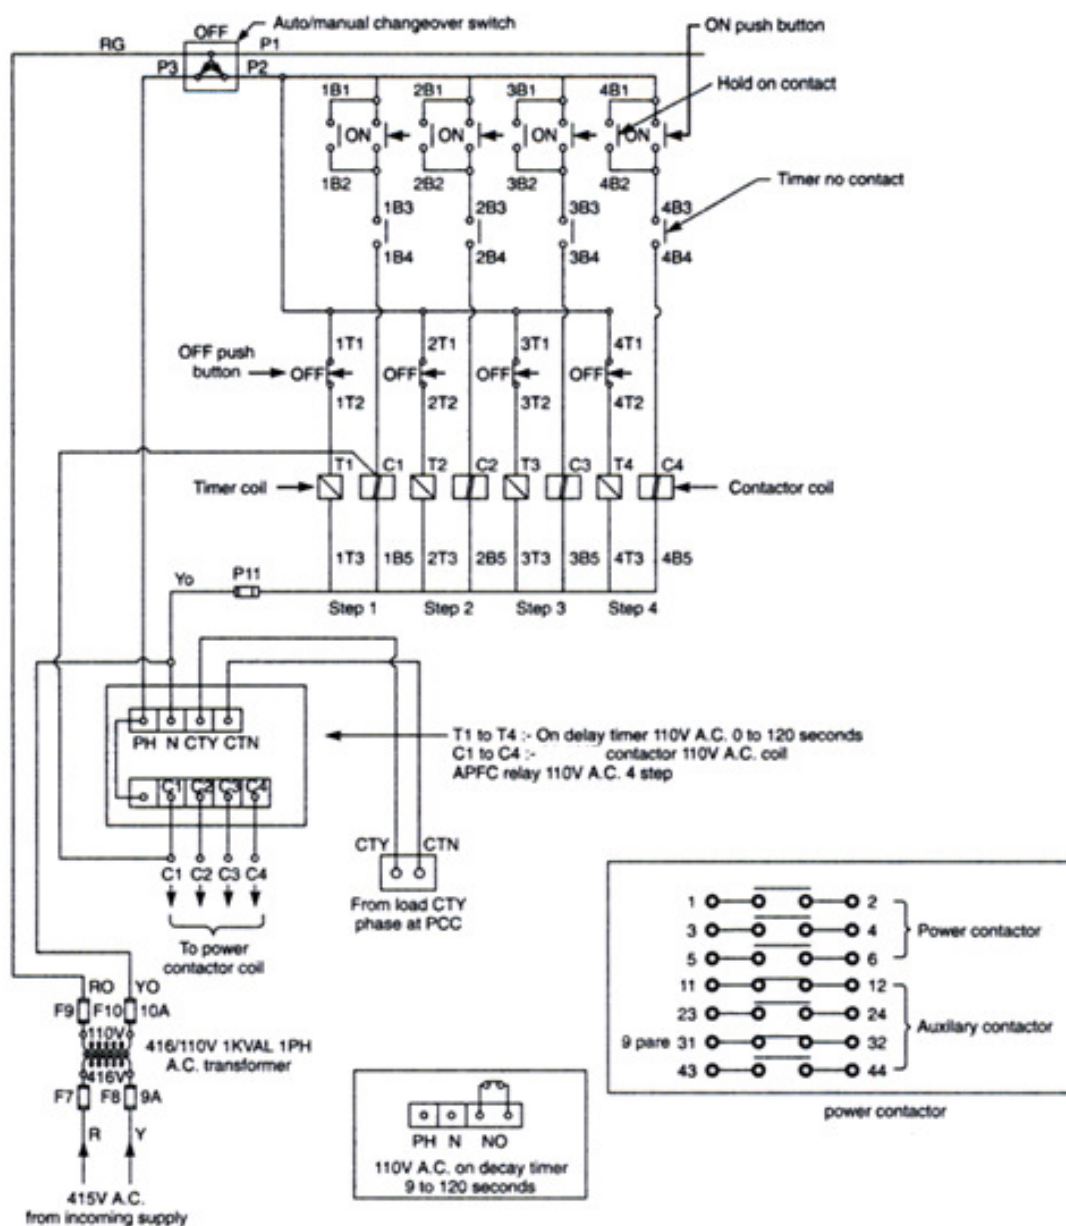 Auto/manual changeover switch
OFF
ON push button
RG
P1
P3
P2
Hold on contact
1B1
2B1
3B1
4B1
ON
ON
ON
ON
1B2
2B2
3B2
4B2
Timer no contact
1B3
2B3
3B3
4B3
1B4
2B4
3B4
4B4
1T1
2T1
3T1
4T1
OFF push
button
OFF
OFF
OFF
OFF
1T2
2T2
3T2
4T2
T1
C1
T2
C2
T3
C3
T4
C4
Timer coil
Contactor coil
1T3
1B5
2T3
2B5
3T3
3B5
4T3
4B5
Yo
P11
Step 1
Step 2
Step 3
Step 4
PH N CTY CTN
T1 to T4 :- On delay timer 110V A.C. 0 to 120 seconds
C1 to C4 :- contactor 110V A.C. coil
APFC relay 110V A.C. 4 step
C1 C2 C3 C4
CTY
CTN
C1 C2 C3 C4
From load CTY
phase at PCC
To power
contactor coil
RO
YO
F9
F10
10A
110V
416/110V 1KVAL 1PH
A.C. transformer
416V
F7
F8
9A
R
Y
415V A.C.
from incoming supply
PH N NO
110V A.C. on decay timer
9 to 120 seconds
1
2
3
4
Power contactor
5
6
11
12
23
24
Auxilary contactor
9 pare 31
32
43
44
power contactor